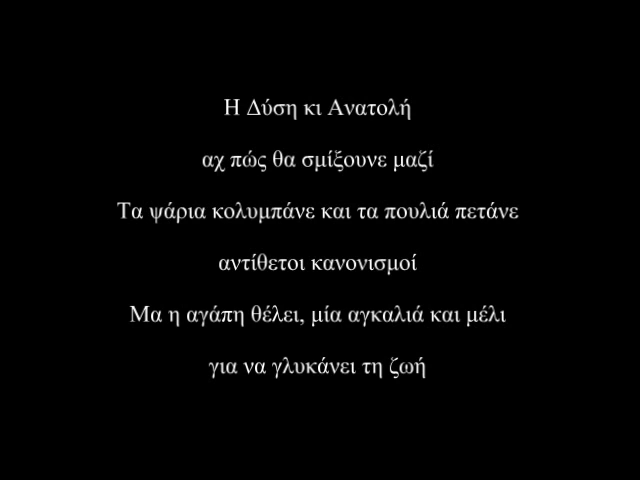 Η Δύση κι Ανατολή
αχ πώς θα σμίξουνε μαζί
Τα ψάρια κολυμπάνε και τα πουλιά πετάνε
αντίθετοι κανονισμοί
Μα η αγάπη θέλει, μία αγκαλιά και μέλι
για να γλυκάνει τη ζωή